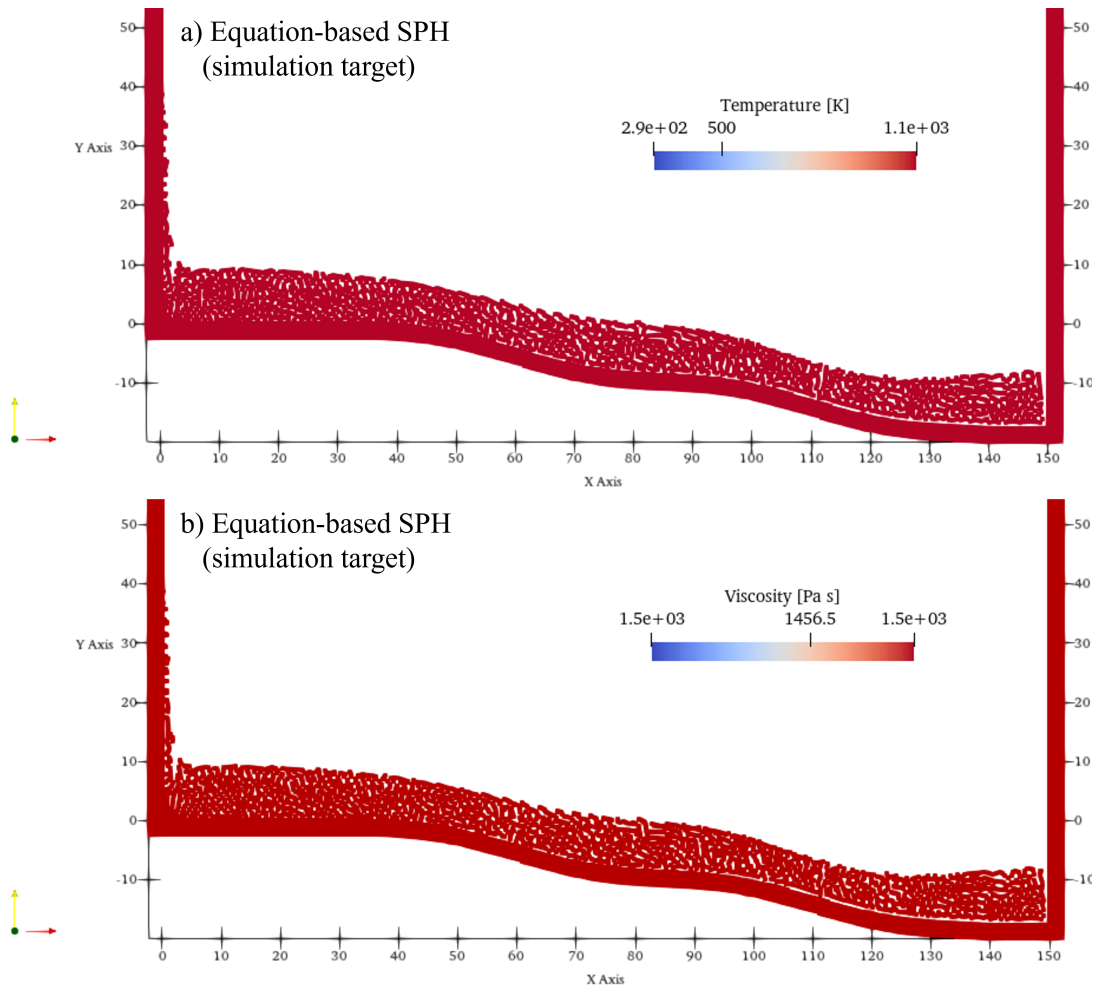 a) Equation-based SPH
(simulation target)
Temperature [K]
2.9e+02 500 1.1e+03
50 50
40 40
Y Axis 30 30
20 20
10 10
0 0
-10 -10
0 10 20 30 40 50 60 70 80 90 100 110 120 130 140 150
X Axis
b) Equation-based SPH
(simulation target)
Viscosity [Pa s]
1.5e+03 1456.5 1.5e+03
50 50
40 40
Y Axis 30 30
20 20
10 10
0 0
-10 -10
0 10 20 30 40 50 60 70 80 90 100 110 120 130 140 150
X Axis